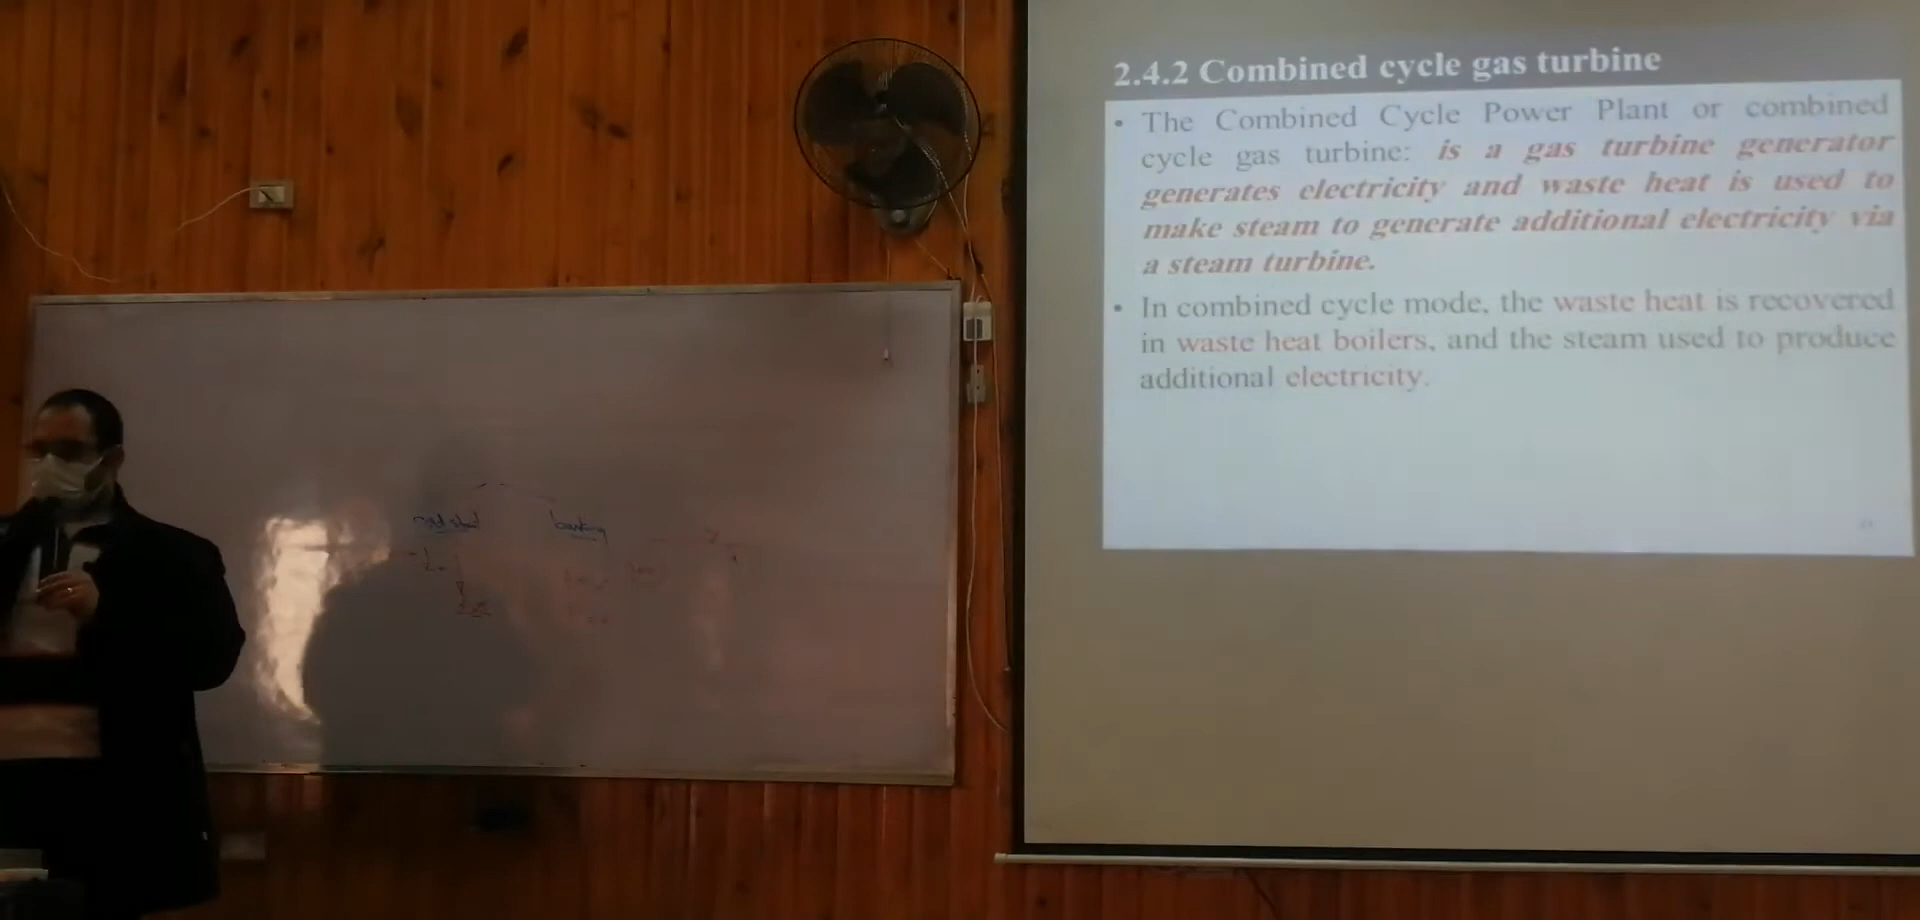 2.4.2 Combined cycle gas turbine
• The Combined Cycle Power Plant or combined
cycle gas turbine: is a gas turbine generator
generates electricity and waste heat is used to
make steam to generate additional electricity via
a steam turbine.
• In combined cycle mode, the waste heat is recovered
in waste heat boilers, and the steam used to produce
additional electricity.
banking